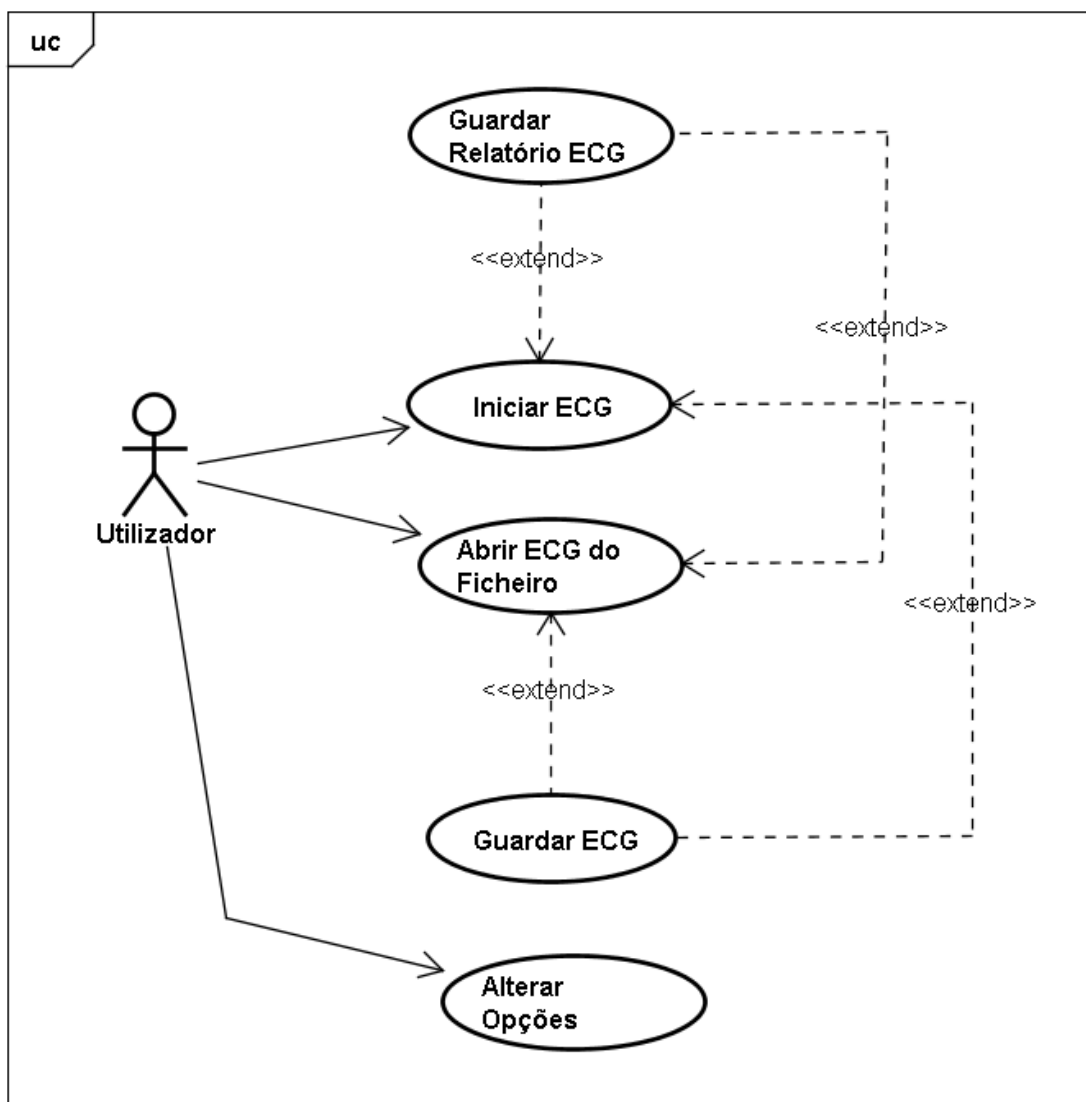 uc
Guardar
Relatório ECG
<<extend>>
<<extend>>
Iniciar ECG
Utilizador
Abrir ECG do
Ficheiro
<<extend>>
<<extend>>
Guardar ECG
Alterar
Opções